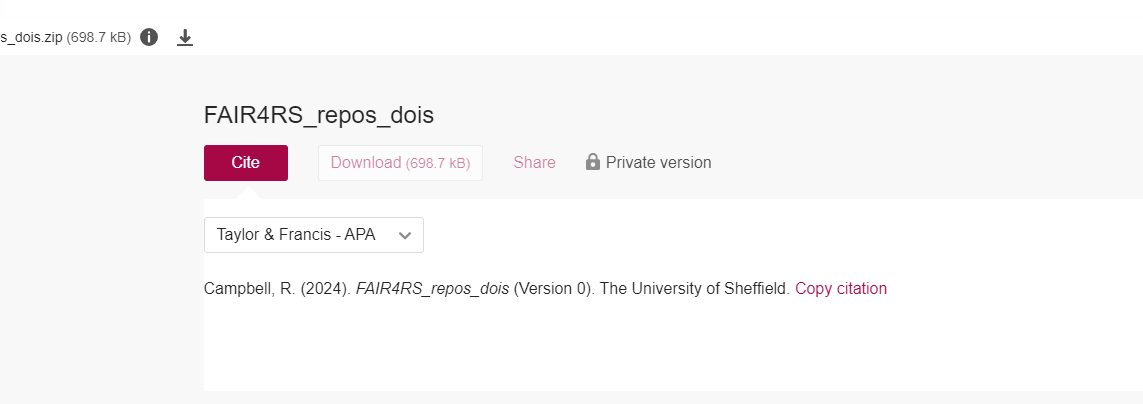 s_dois.zip (698.7 kB)
FAIR4RS_repos_dois
Cite Download (698.7 kB) Share Private version
Taylor & Francis - APA
Campbell, R. (2024). FAIR4RS_repos_dois (Version 0). The University of Sheffield. Copy citation